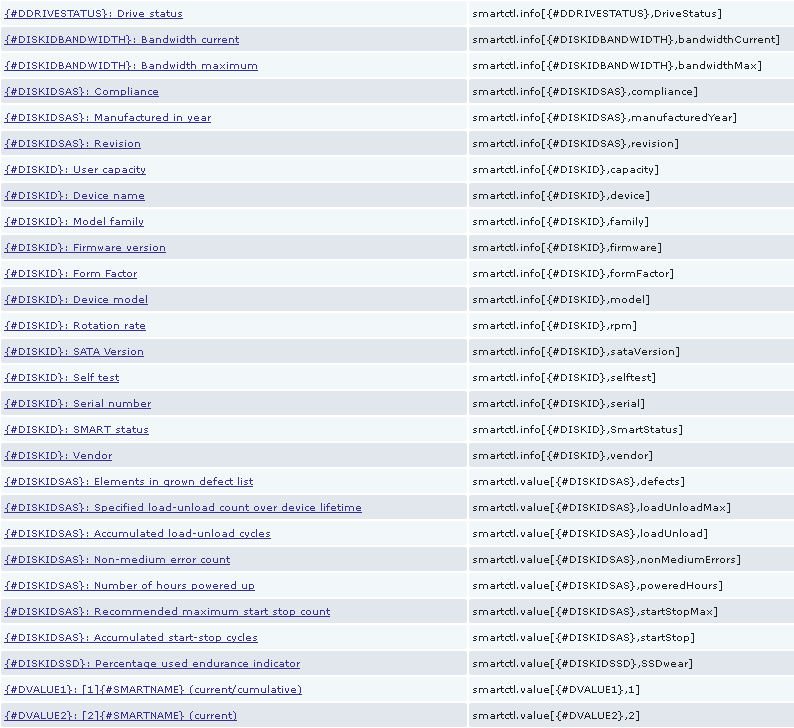 {#DDRIVESTATUS}: Drive status smartctl.info[{#DDRIVESTATUS},DriveStatus]
{#DISKIDBANDWIDTH}: Bandwidth current smartctl.info[{#DISKIDBANDWIDTH},bandwidthCurrent]
{#DISKIDBANDWIDTH}: Bandwidth maximum smartctl.info[{#DISKIDBANDWIDTH},bandwidthMax]
{#DISKIDSAS}: Compliance smartctl.info[{#DISKIDSAS},compliance]
{#DISKIDSAS}: Manufactured in year smartctl.info[{#DISKIDSAS},manufacturedYear]
{#DISKIDSAS}: Revision smartctl.info[{#DISKIDSAS},revision]
{#DISKID}: User capacity smartctl.info[{#DISKID},capacity]
{#DISKID}: Device name smartctl.info[{#DISKID},device]
{#DISKID}: Model family smartctl.info[{#DISKID},family]
{#DISKID}: Firmware version smartctl.info[{#DISKID},firmware]
{#DISKID}: Form Factor smartctl.info[{#DISKID},formFactor]
{#DISKID}: Device model smartctl.info[{#DISKID},model]
{#DISKID}: Rotation rate smartctl.info[{#DISKID},rpm]
{#DISKID}: SATA Version smartctl.info[{#DISKID},sataVersion]
{#DISKID}: Self test smartctl.info[{#DISKID},selftest]
{#DISKID}: Serial number smartctl.info[{#DISKID},serial]
{#DISKID}: SMART status smartctl.info[{#DISKID},SmartStatus]
{#DISKID}: Vendor smartctl.info[{#DISKID},vendor]
{#DISKIDSAS}: Elements in grown defect list smartctl.value[{#DISKIDSAS},defects]
{#DISKIDSAS}: Specified load-unload count over device lifetime smartctl.value[{#DISKIDSAS},loadUnloadMax]
{#DISKIDSAS}: Accumulated load-unload cycles smartctl.value[{#DISKIDSAS},loadUnload]
{#DISKIDSAS}: Non-medium error count smartctl.value[{#DISKIDSAS},nonMediumErrors]
{#DISKIDSAS}: Number of hours powered up smartctl.value[{#DISKIDSAS},poweredHours]
{#DISKIDSAS}: Recommended maximum start stop count smartctl.value[{#DISKIDSAS},startStopMax]
{#DISKIDSAS}: Accumulated start-stop cycles smartctl.value[{#DISKIDSAS},startStop]
{#DISKIDSSD}: Percentage used endurance indicator smartctl.value[{#DISKIDSSD},SSDwear]
{#DVALUE1}: [1]{#SMARTNAME} (current/cumulative) smartctl.value[{#DVALUE1},1]
{#DVALUE2}: [2]{#SMARTNAME} (current) smartctl.value[{#DVALUE2},2]